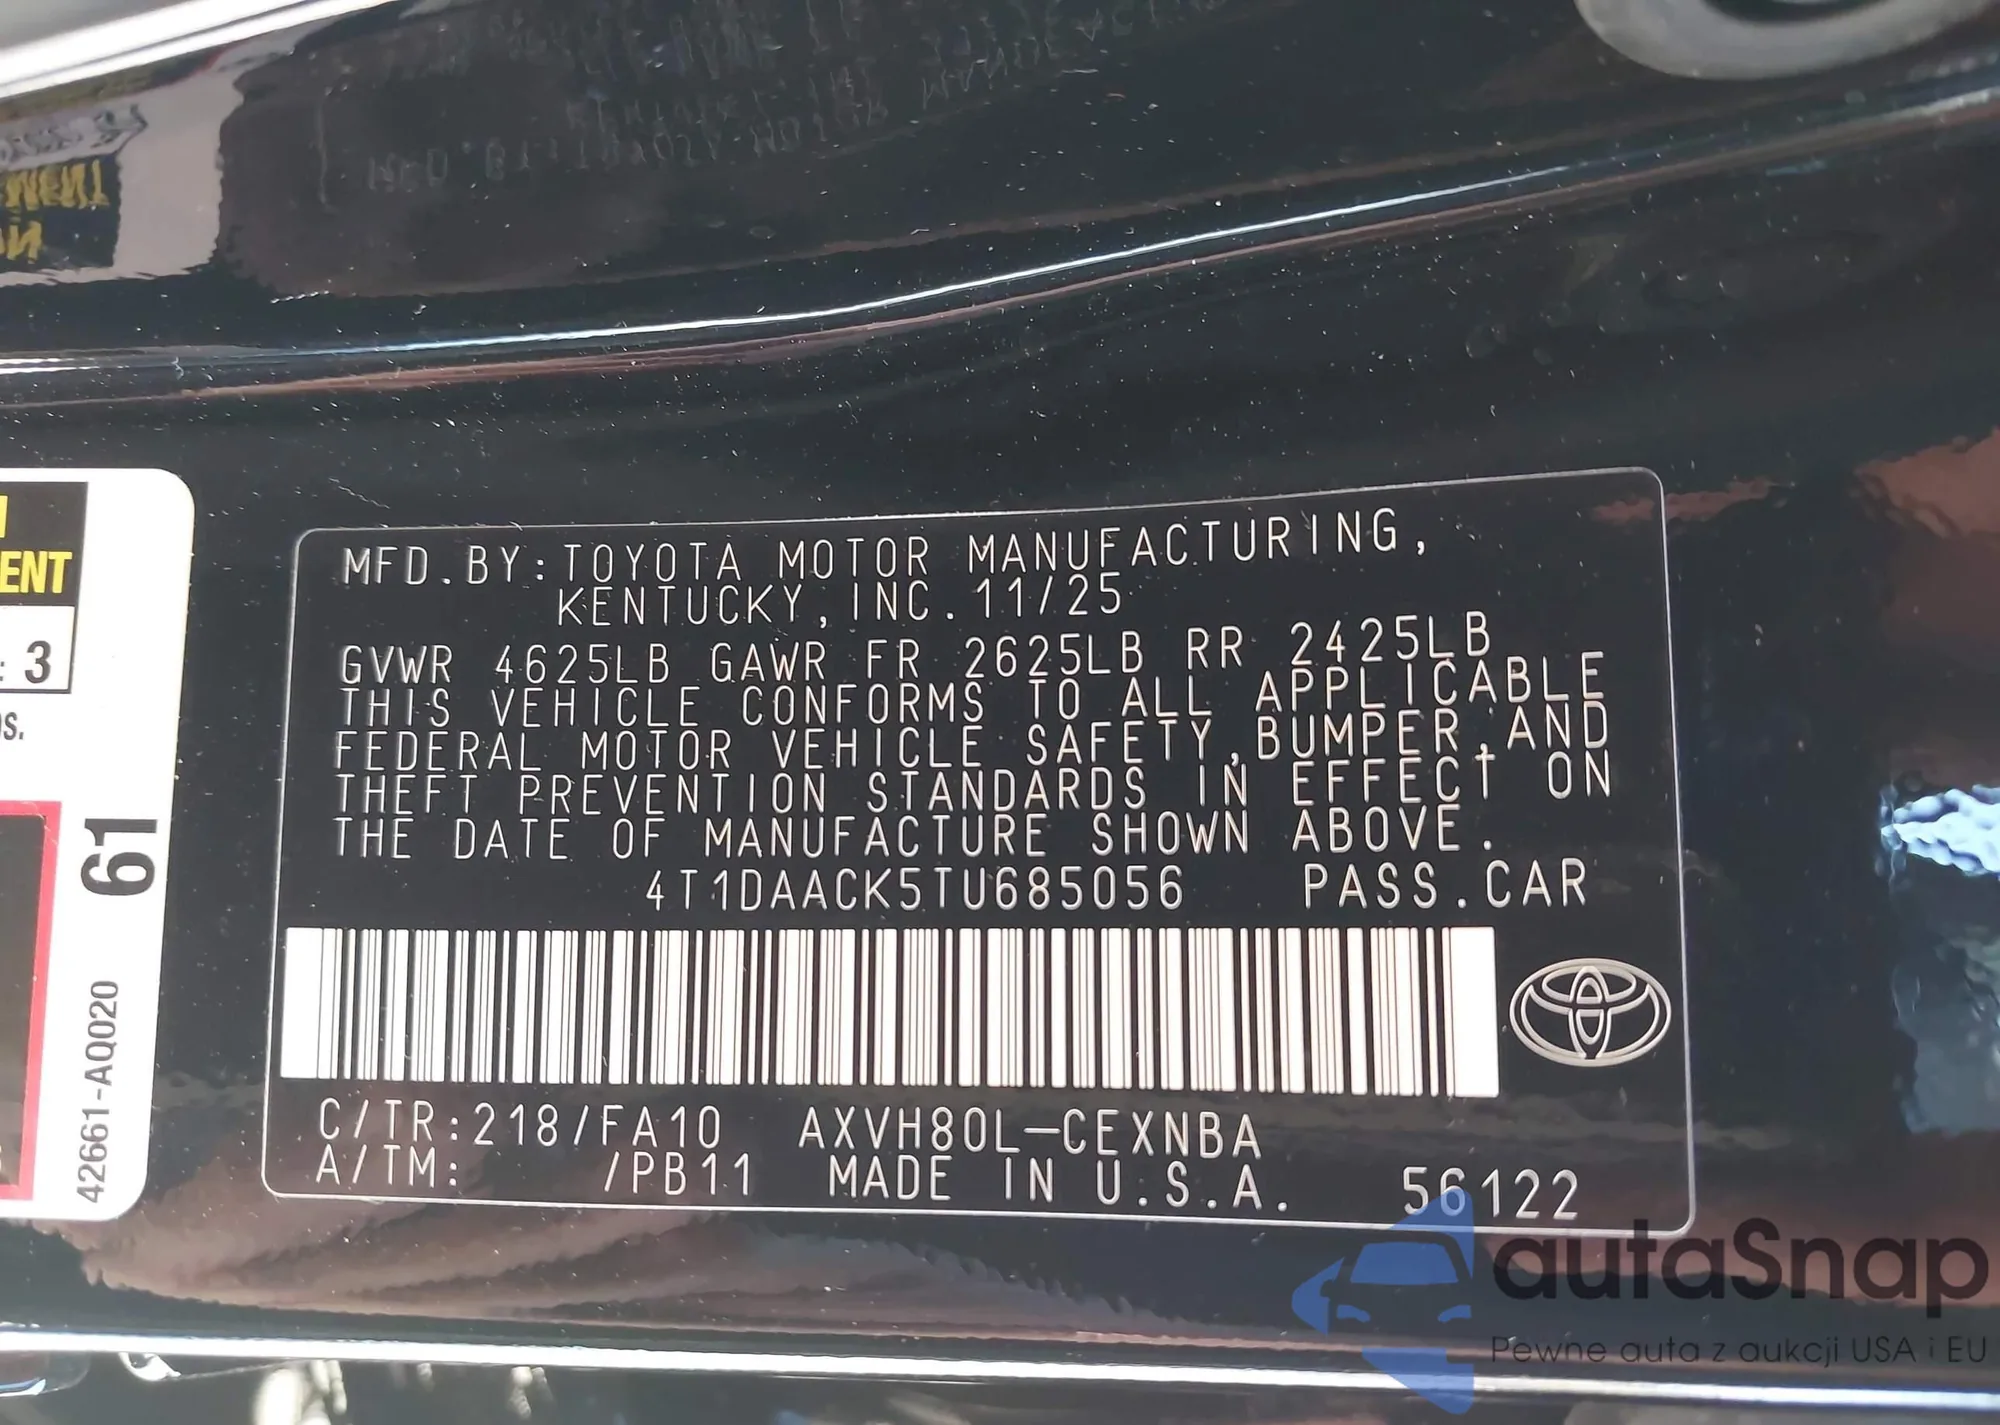 ENT
: 3
61
42661-AQ020
MFD.BY:TOYOTA MOTOR MANUFACTURING,
KENTUCKY,INC.11/25
GVWR 4625LB GAWR FR 2625LB RR 2425LB
THIS VEHICLE CONFORMS TO ALL APPLICABLE
FEDERAL MOTOR VEHICLE SAFETY,BUMPER,AND
THEFT PREVENTION STANDARDS IN EFFECT ON
THE DATE OF MANUFACTURE SHOWN ABOVE.
4T1DAACK5TU685056 PASS.CAR
C/TR:218/FA10 AXVH80L-CEXNBA
A/TM: /PB11 MADE IN U.S.A. 56122
autaSnap
Pewne auta z aukcji USA i EU